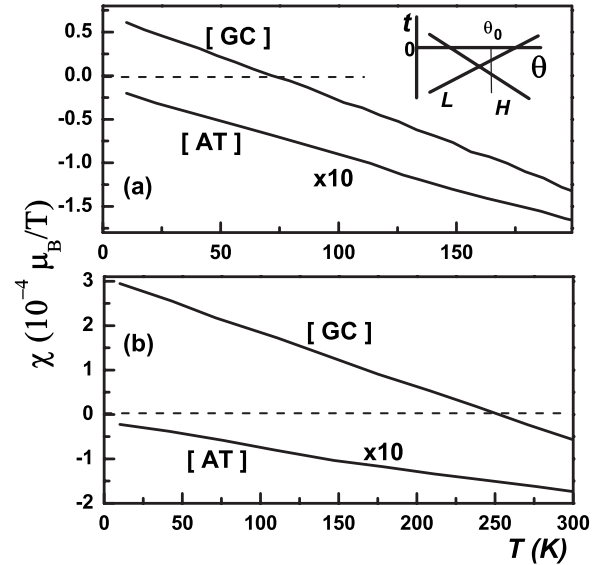 0.5
0.0
-0.5
-1.0
-1.5
[ GC ]
[ AT ]
x10
(a)
t
0
θ₀
θ
L
H
0
50
100
150
χ (10⁻⁴ μ_B/T)
3
2
1
0
-1
-2
(b)
[ GC ]
[ AT ]
x10
0
50
100
150
200
250
300
T (K)